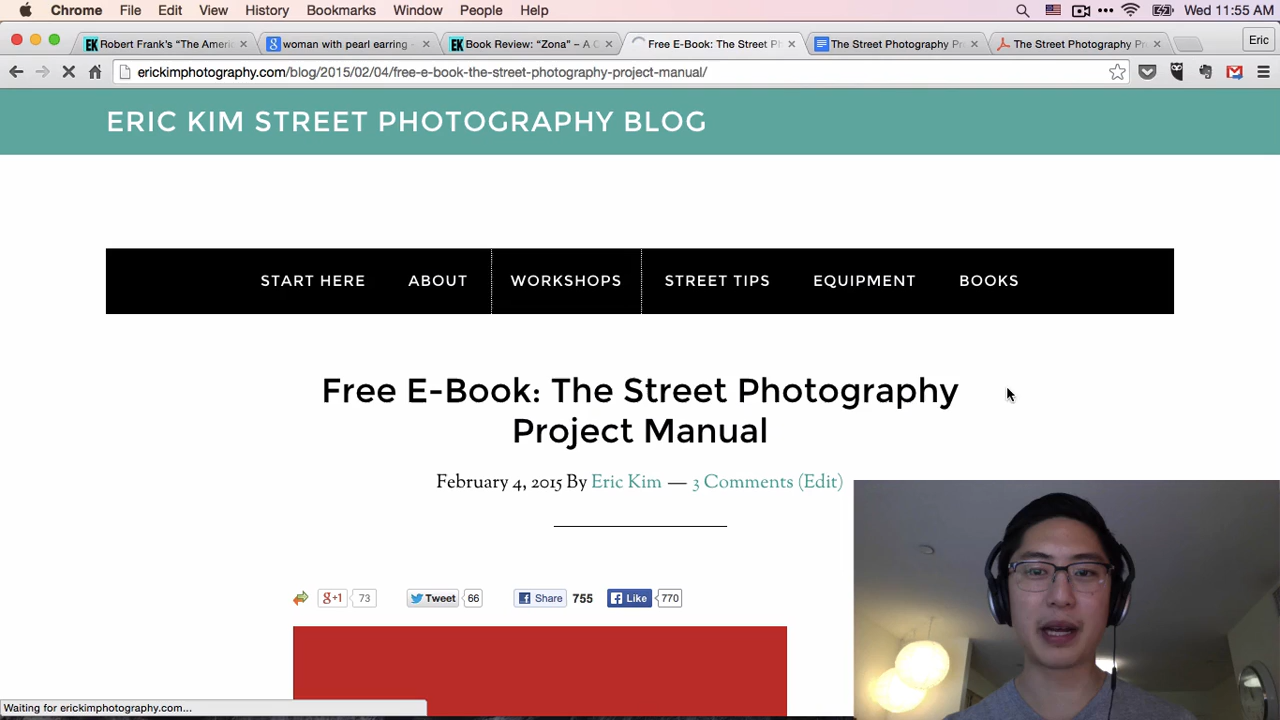 Chrome File Edit View History Bookmarks Window People Help Wed 11:55 AM
Robert Frank's "The Ameri woman with pearl earring - Book Review: "Zona" – A C Free E-Book: The Street Ph The Street Photography Pr The Street Photography Pr Eric
erickimphotography.com/blog/2015/02/04/free-e-book-the-street-photography-project-manual/
ERIC KIM STREET PHOTOGRAPHY BLOG
START HERE ABOUT WORKSHOPS STREET TIPS EQUIPMENT BOOKS
Free E-Book: The Street Photography
Project Manual
February 4, 2015 By Eric Kim — 3 Comments (Edit)
g+1 73 Tweet 66 Share 755 Like 770
Waiting for erickimphotography.com...